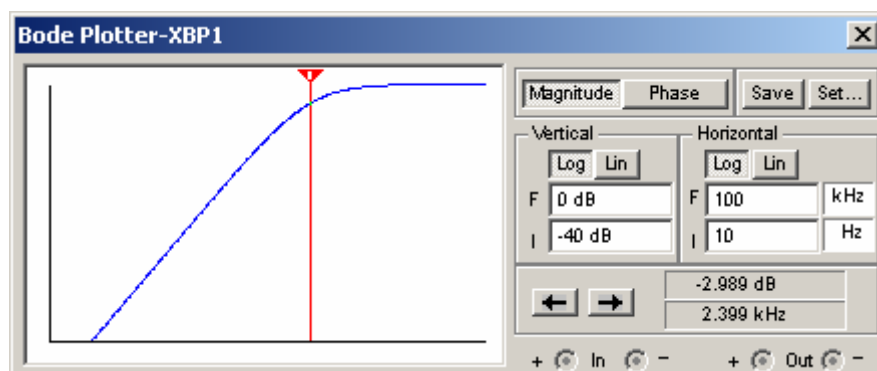 Bode Plotter-XBP1
Magnitude Phase Save Set...
Vertical Horizontal
Log Lin Log Lin
F 0 dB F 100 kHz
I -40 dB I 10 Hz
-2.989 dB
2.399 kHz
+ In - + Out -